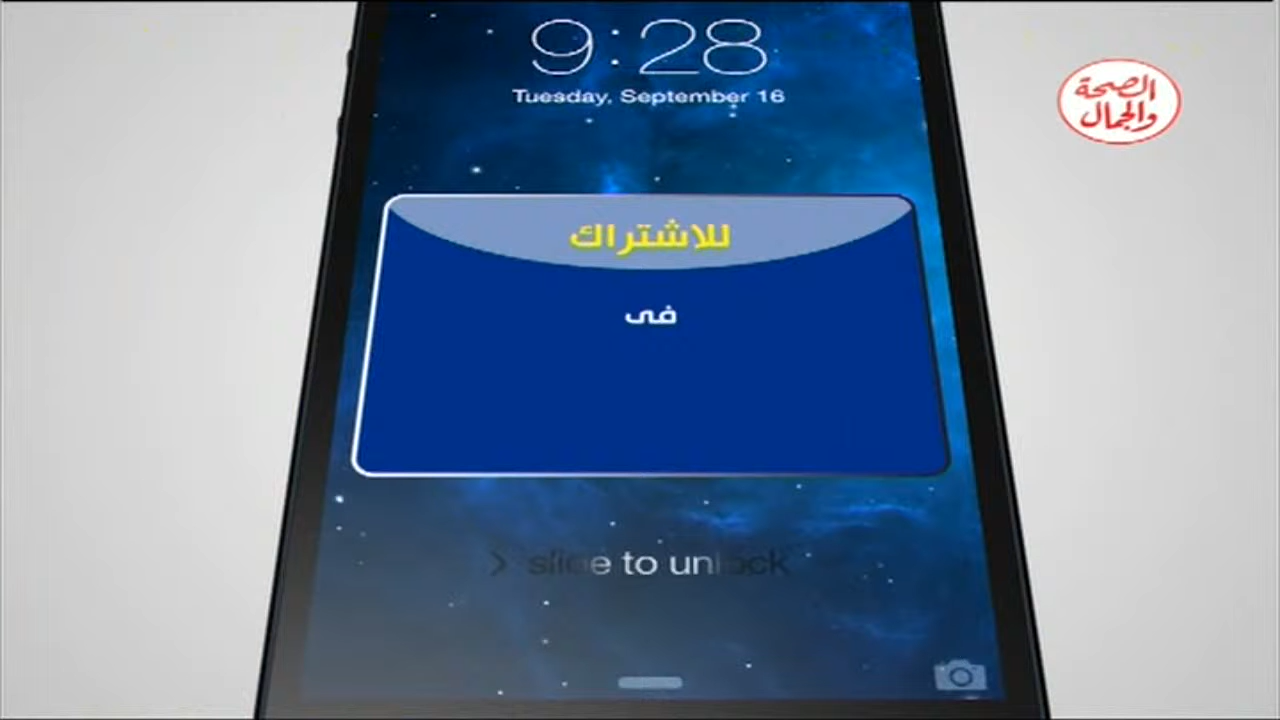 9:28
Tuesday, September 16
الصحة
والجمال
للاشتراك
فى
> slide to unlock